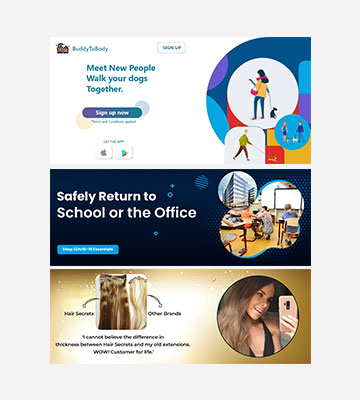 BuddyToBody
SIGN UP
Meet New People
Walk your dogs
Together.
Sign up now
*Terms and Conditions applied
GET THE APP
Safely Return to
School or the Office
Shop COVID-19 Essentials
Hair Secrets
Other Brands
"I cannot believe the difference in
thickness between Hair Secrets and my old extensions.
WOW! Customer for life."